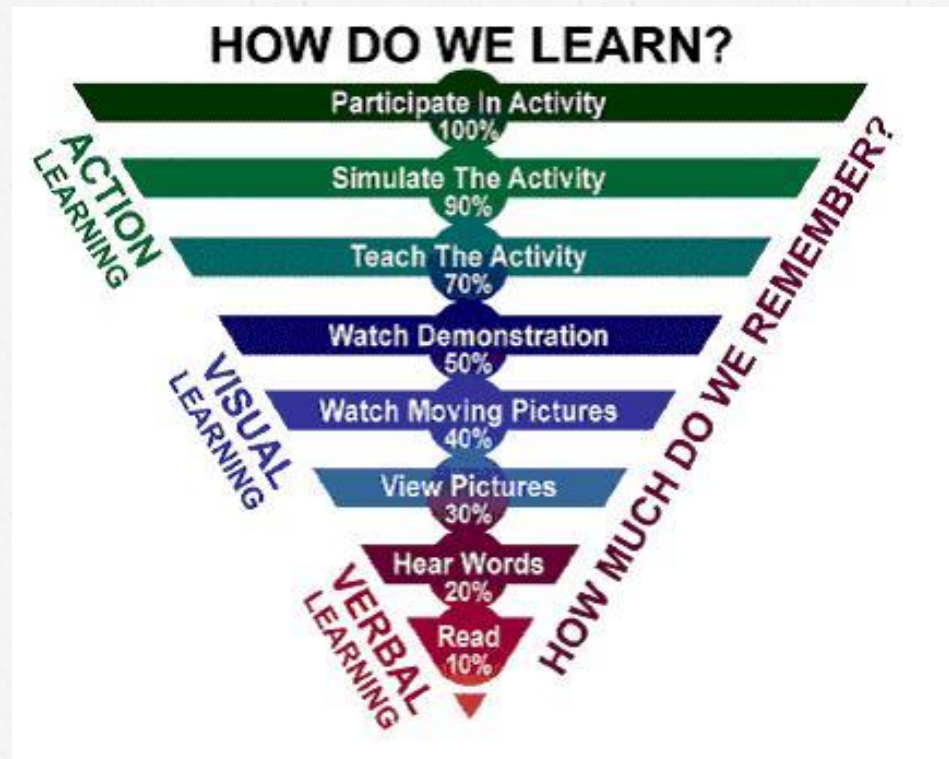 HOW DO WE LEARN?
Participate In Activity
100%
Simulate The Activity
90%
Teach The Activity
70%
ACTION
LEARNING
Watch Demonstration
50%
Watch Moving Pictures
40%
View Pictures
30%
VISUAL
LEARNING
Hear Words
20%
Read
10%
VERBAL
LEARNING
HOW MUCH DO WE REMEMBER?